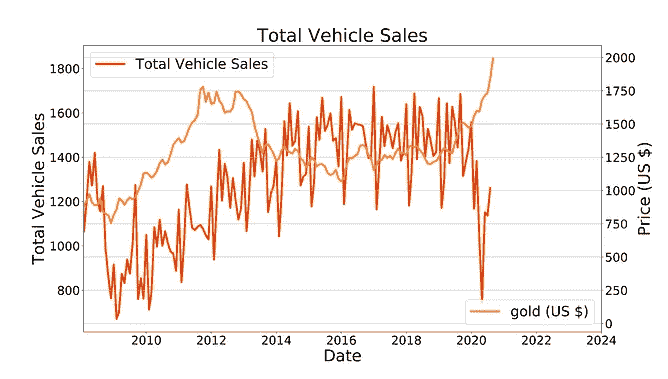 Total Vehicle Sales
Total Vehicle Sales
1800
1600
1400
1200
1000
800
Total Vehicle Sales
2000
1750
1500
1250
1000
750
500
250
0
Price (US $)
gold (US $)
2010 2012 2014 2016 2018 2020 2022 2024
Date